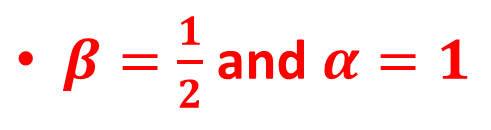 • β = 1/2 and α = 1